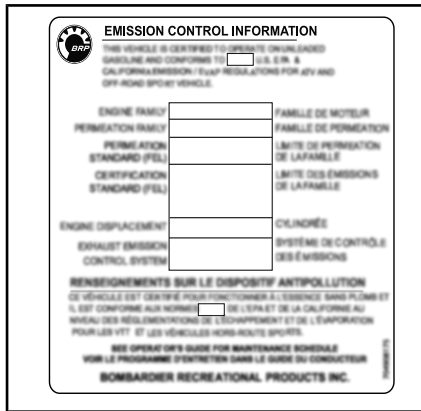 EMISSION CONTROL INFORMATION
BRP
THIS VEHICLE IS CERTIFIED TO OPERATE ON UNLEADED
GASOLINE AND CONFORMS TO U.S. EPA &
CALIFORNIA EMISSION / EVAP REGULATIONS FOR ATV AND
OFF-ROAD SPORT VEHICLE.
ENGINE FAMILY FAMILLE DE MOTEUR
PERMEATION FAMILY FAMILLE DE PERMEATION
PERMEATION LIMITE DE PERMEATION
STANDARD (FEL) DE LA FAMILLE
CERTIFICATION LIMITE DES ÉMISSIONS
STANDARD (FEL) DE LA FAMILLE
ENGINE DISPLACEMENT CYLINDRÉE
EXHAUST EMISSION SYSTÈME DE CONTRÔLE
CONTROL SYSTEM DES ÉMISSIONS
RENSEIGNEMENTS SUR LE DISPOSITIF ANTIPOLLUTION
CE VÉHICULE EST CERTIFIÉ POUR FONCTIONNER À L'ESSENCE SANS PLOMB ET
IL EST CONFORME AUX NORMES DE L'EPA ET DE LA CALIFORNIE AU
NIVEAU DES RÉGLEMENTATIONS DE L'ÉCHAPPEMENT ET DE L'ÉVAPORATION
POUR LES VTT ET LES VÉHICULES HORS-ROUTE SPORTS.
SEE OPERATOR'S GUIDE FOR MAINTENANCE SCHEDULE
VOIR LE PROGRAMME D'ENTRETIEN DANS LE GUIDE DU CONDUCTEUR
BOMBARDIER RECREATIONAL PRODUCTS INC.